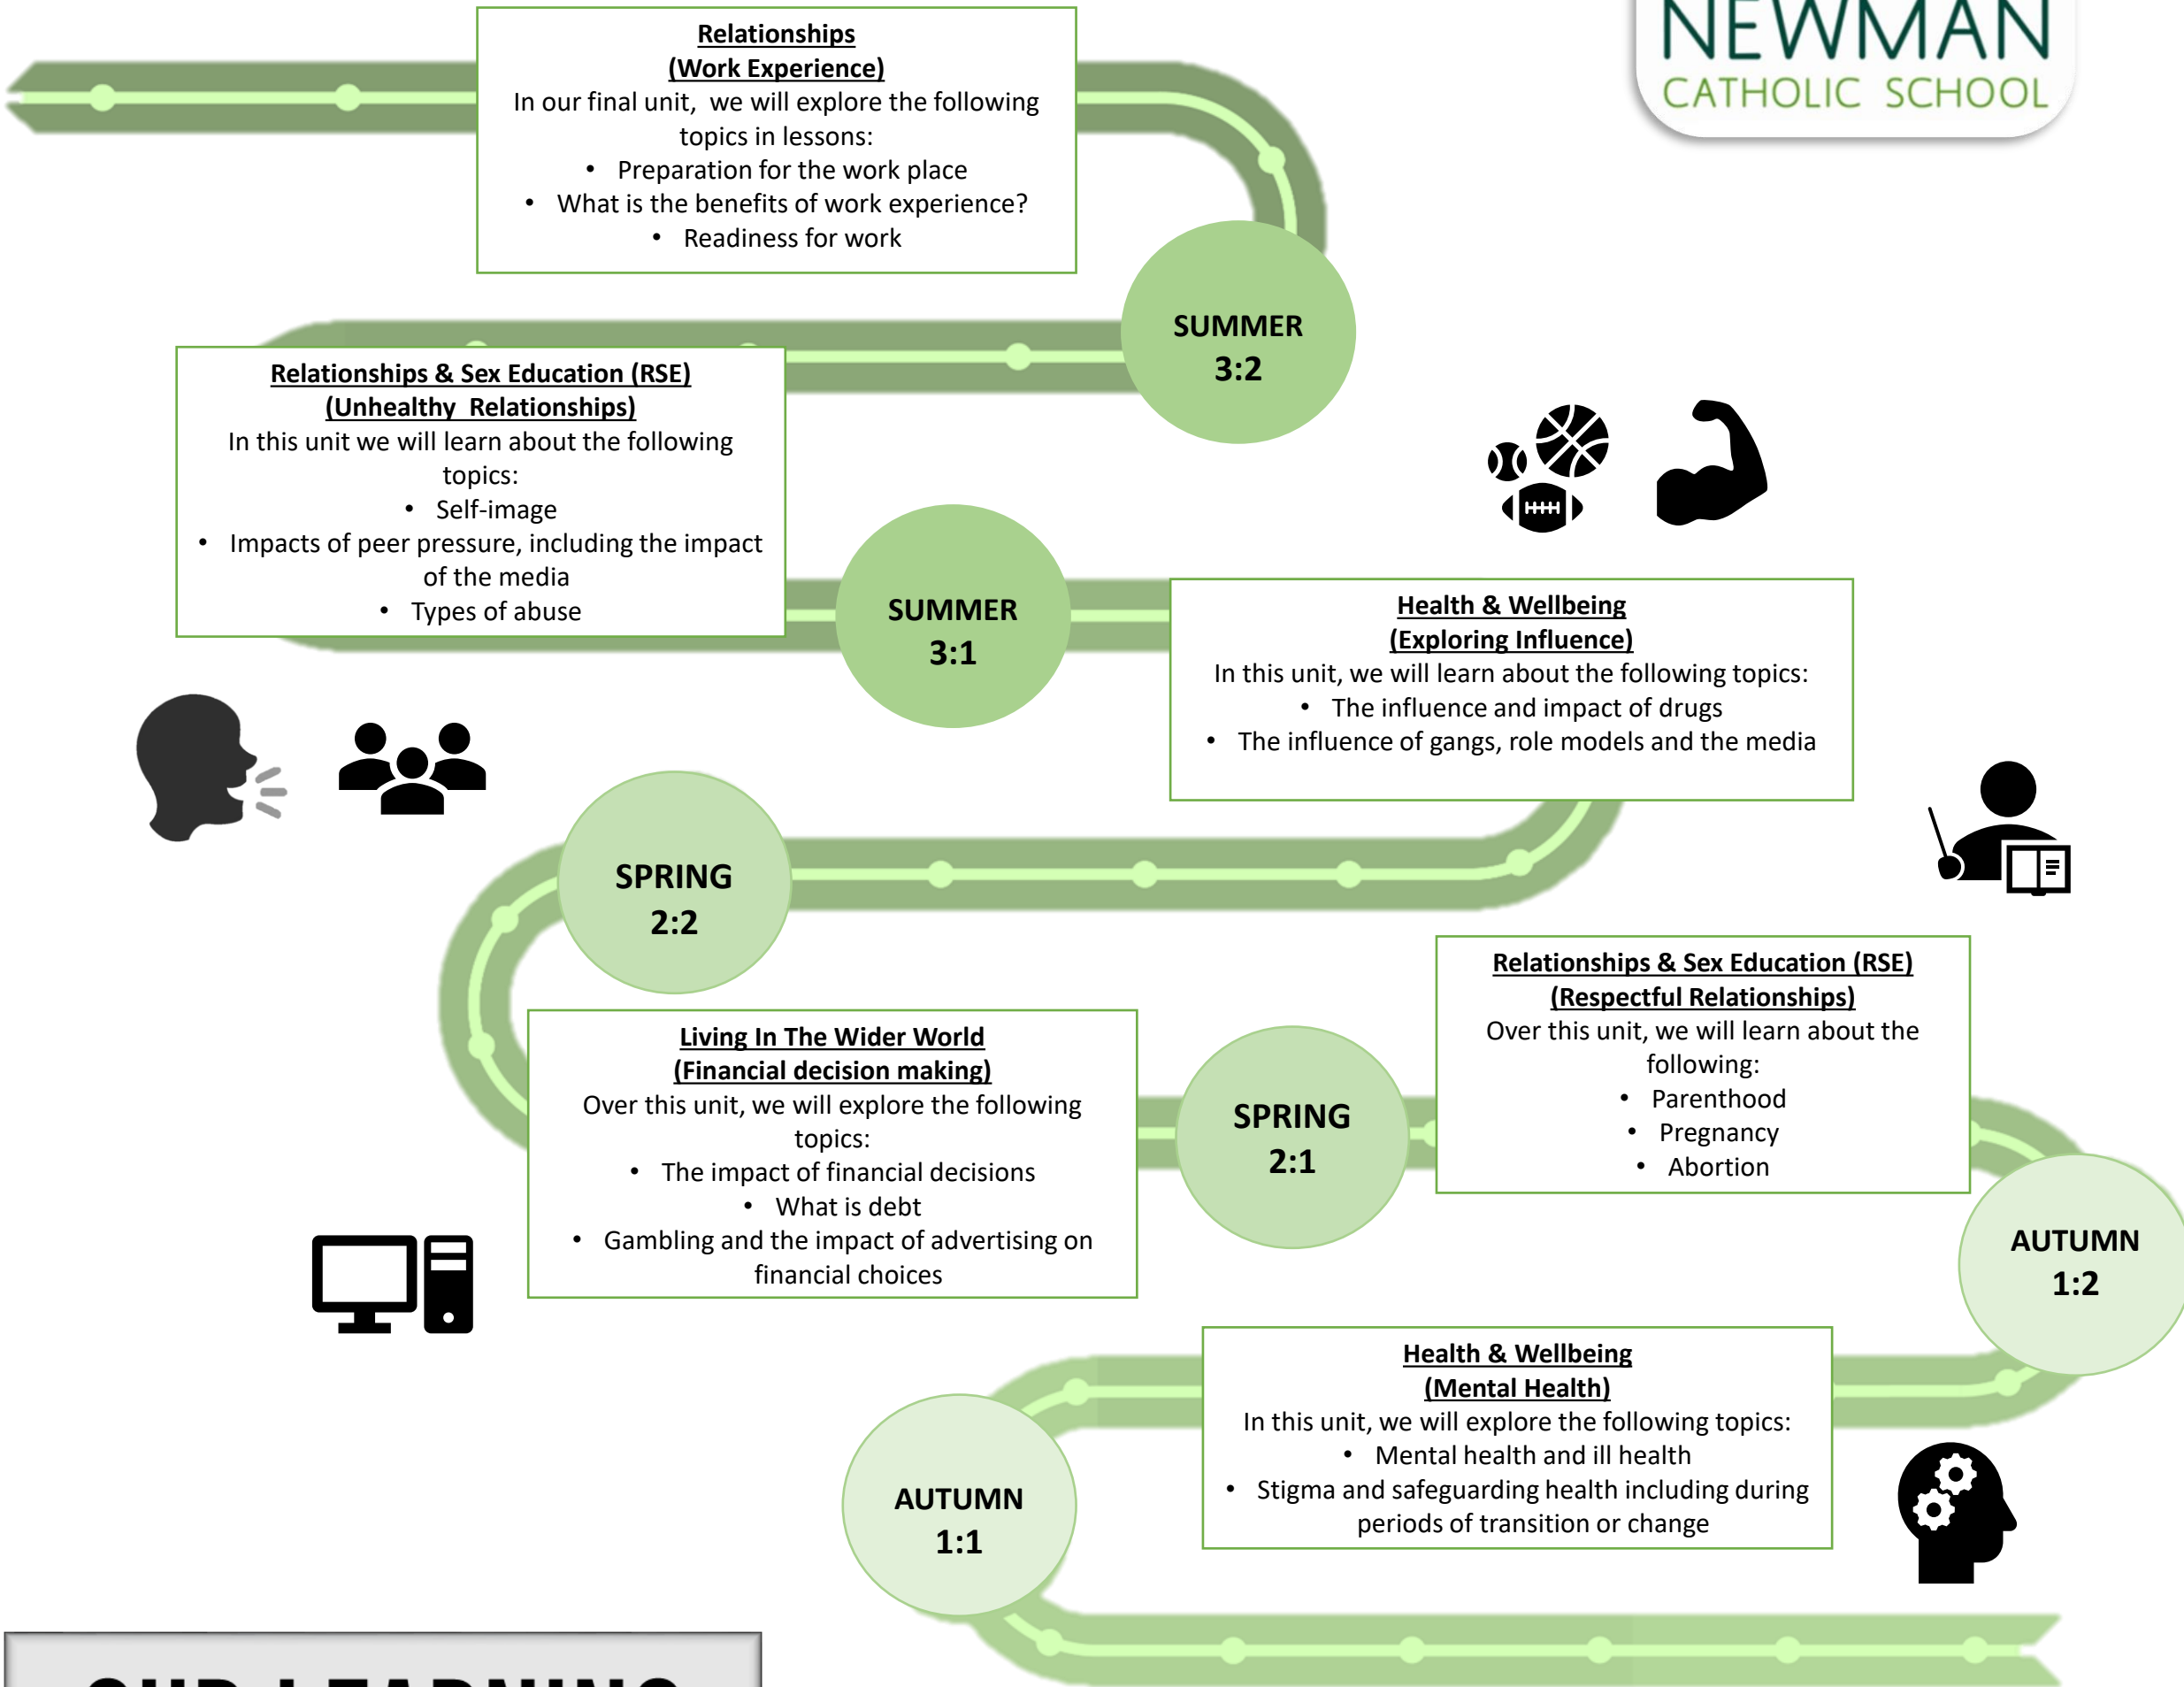 NEWMAN
CATHOLIC SCHOOL
Relationships
(Work Experience)
In our final unit, we will explore the following
topics in lessons:
• Preparation for the work place
• What is the benefits of work experience?
• Readiness for work
SUMMER
3:2
Relationships & Sex Education (RSE)
(Unhealthy Relationships)
In this unit we will learn about the following
topics:
• Self-image
• Impacts of peer pressure, including the impact
of the media
• Types of abuse
SUMMER
3:1
Health & Wellbeing
(Exploring Influence)
In this unit, we will learn about the following topics:
• The influence and impact of drugs
• The influence of gangs, role models and the media
SPRING
2:2
Living In The Wider World
(Financial decision making)
Over this unit, we will explore the following
topics:
• The impact of financial decisions
• What is debt
• Gambling and the impact of advertising on
financial choices
SPRING
2:1
Relationships & Sex Education (RSE)
(Respectful Relationships)
Over this unit, we will learn about the
following:
• Parenthood
• Pregnancy
• Abortion
AUTUMN
1:2
Health & Wellbeing
(Mental Health)
In this unit, we will explore the following topics:
• Mental health and ill health
• Stigma and safeguarding health including during
periods of transition or change
AUTUMN
1:1
OUR LEARNING